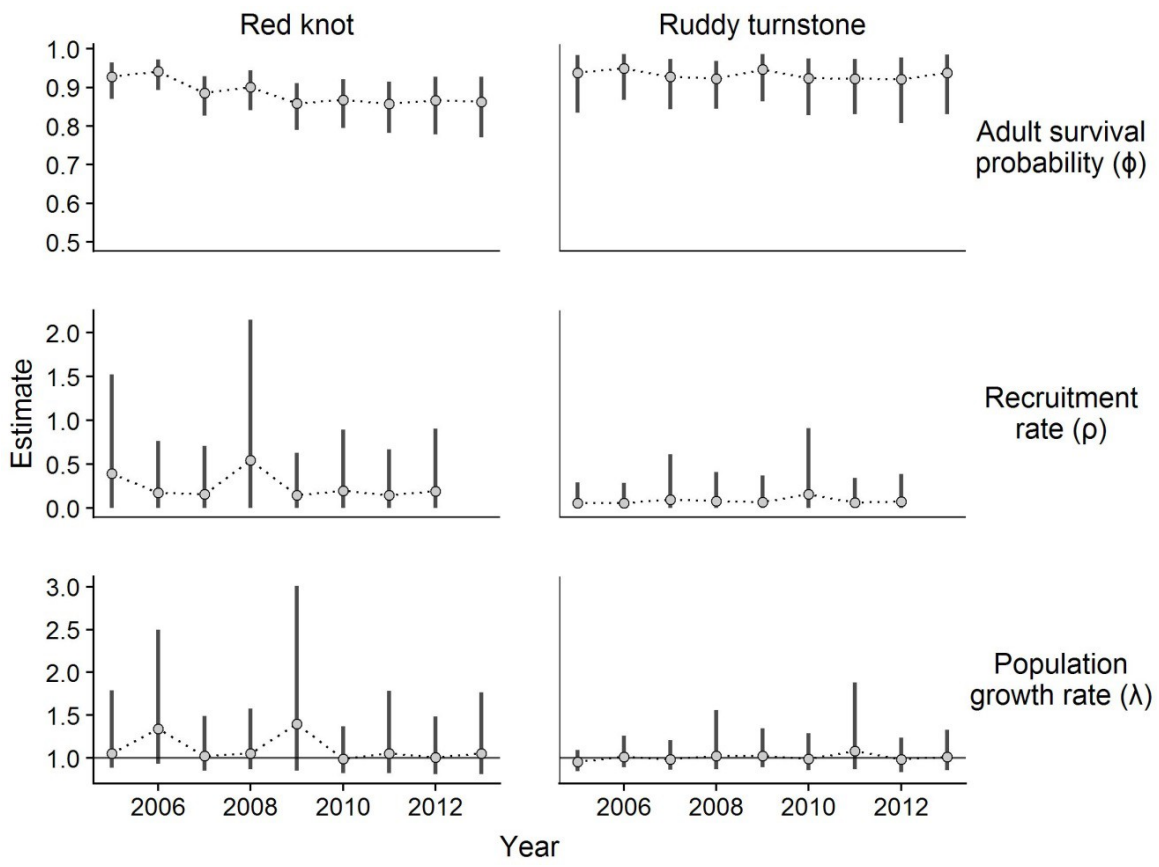 Red knot
Ruddy turnstone
1.0
0.9
0.8
0.7
0.6
0.5
Adult survival
probability (ϕ)
Estimate
2.0
1.5
1.0
0.5
0.0
Recruitment
rate (ρ)
3.0
2.5
2.0
1.5
1.0
Population
growth rate (λ)
2006 2008 2010 2012
2006 2008 2010 2012
Year